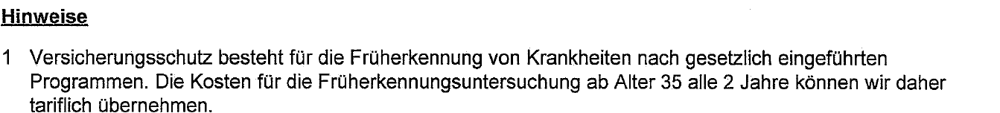 Hinweise
1 Versicherungsschutz besteht für die Früherkennung von Krankheiten nach gesetzlich eingeführten
Programmen. Die Kosten für die Früherkennungsuntersuchung ab Alter 35 alle 2 Jahre können wir daher
tariflich übernehmen.